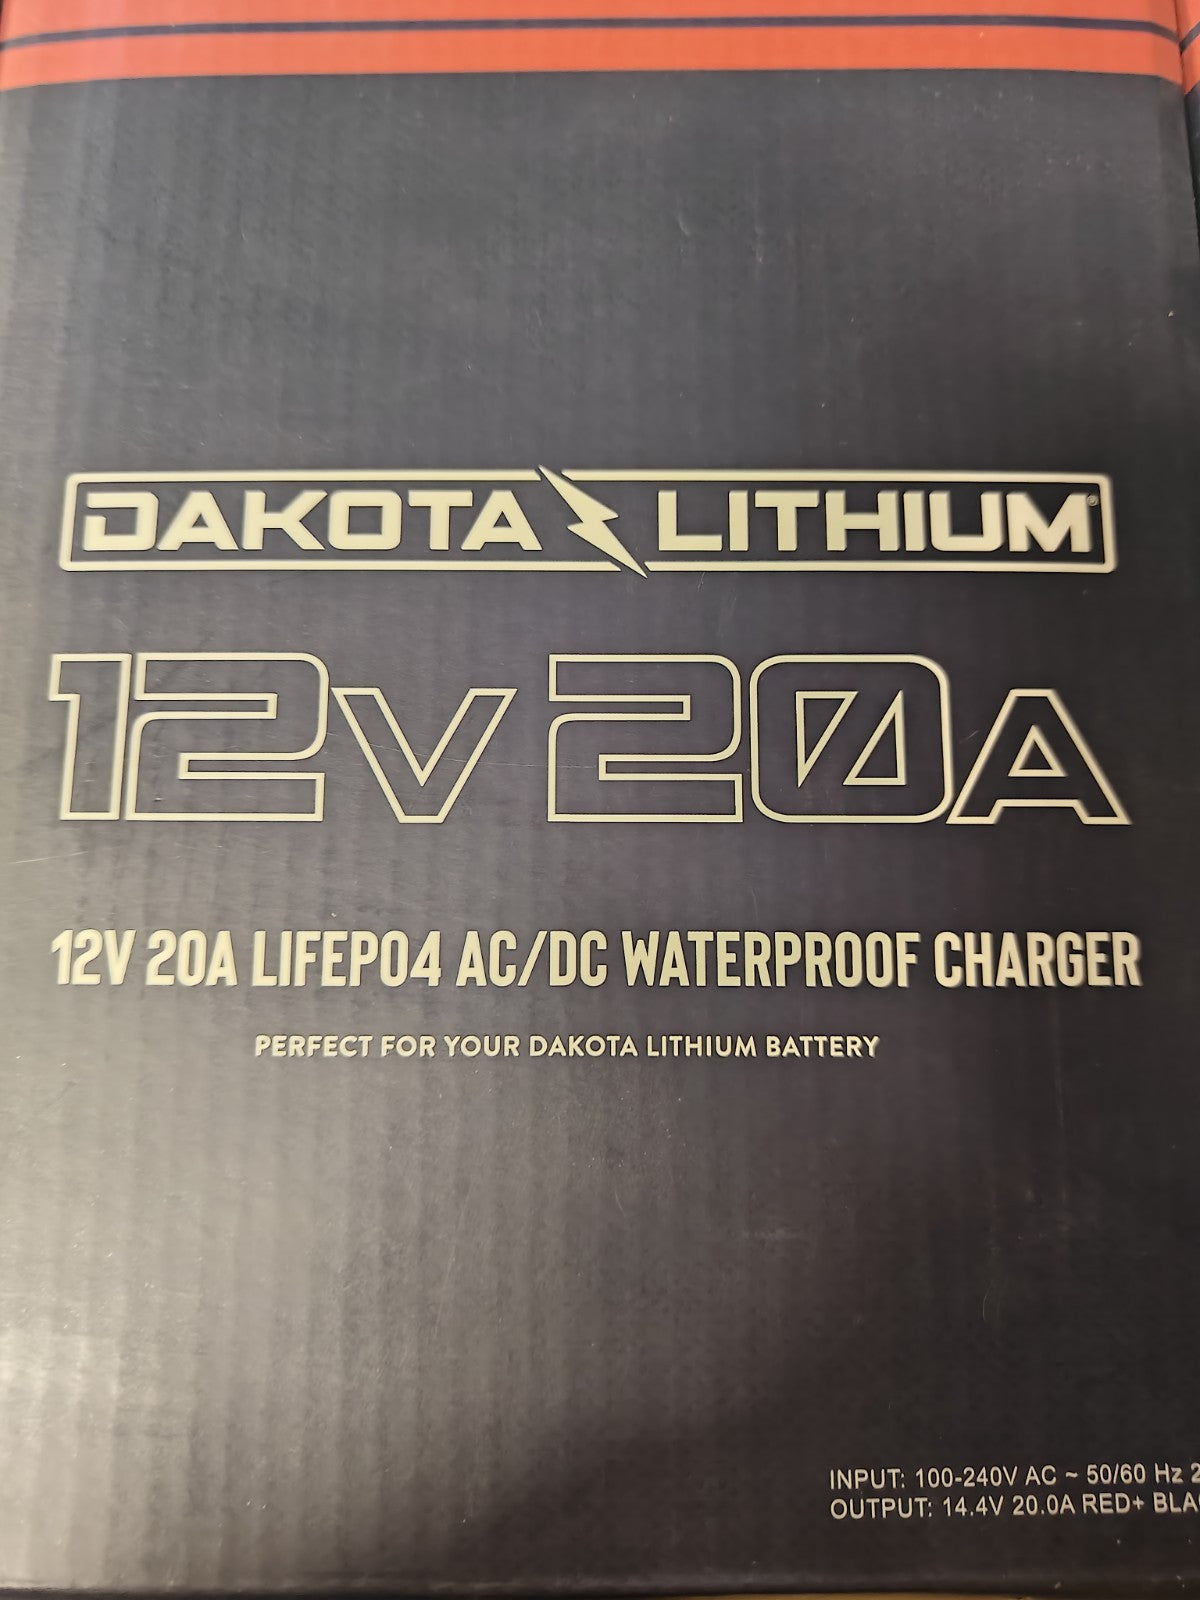 DAKOTA LITHIUM®
12V 20A
12V 20A LIFEPO4 AC/DC WATERPROOF CHARGER
PERFECT FOR YOUR DAKOTA LITHIUM BATTERY
INPUT: 100-240V AC ~ 50/60 Hz
OUTPUT: 14.4V 20.0A RED+